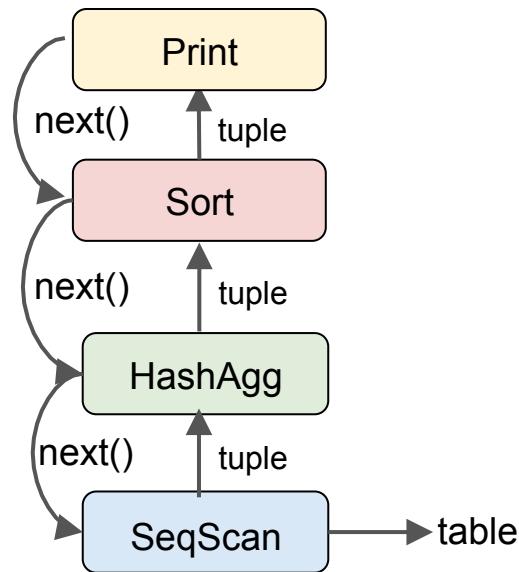 Print
next()
tuple
Sort
next()
tuple
HashAgg
next()
tuple
SeqScan
table